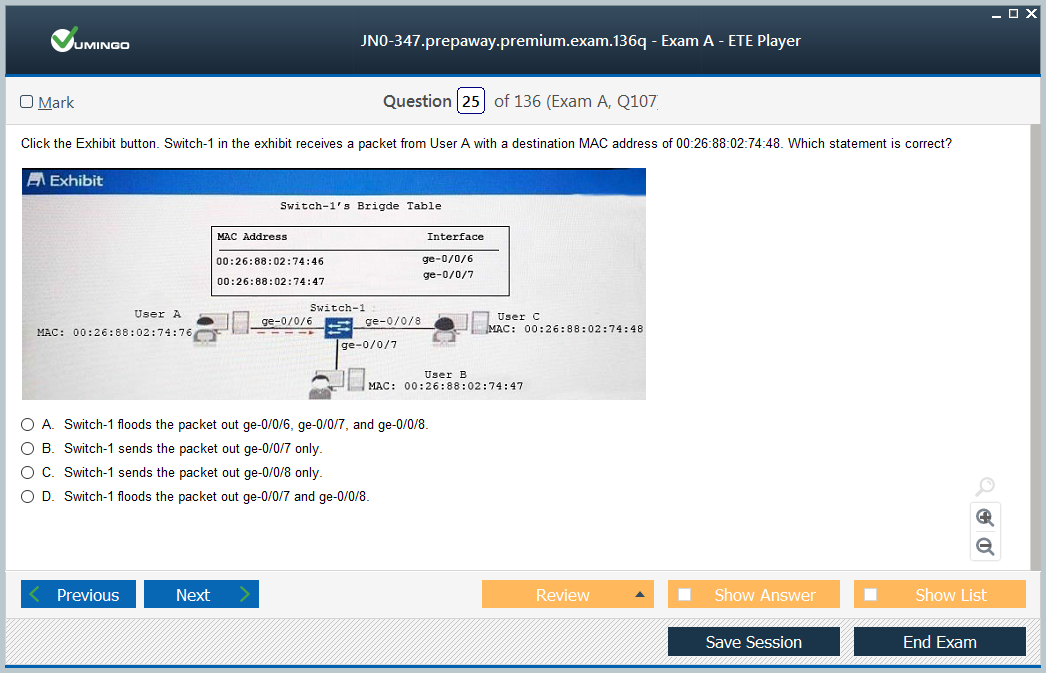 VUMINGO
JN0-347.prepaway.premium.exam.136q - Exam A - ETE Player
Mark
Question 25 of 136 (Exam A, Q107
Click the Exhibit button. Switch-1 in the exhibit receives a packet from User A with a destination MAC address of 00:26:88:02:74:48. Which statement is correct?
Exhibit
Switch-1's Brigde Table
MAC Address Interface
00:26:88:02:74:46 ge-0/0/6
00:26:88:02:74:47 ge-0/0/7
Switch-1
User A
User C
ge-0/0/6 ge-0/0/8
MAC: 00:26:88:02:74:76
MAC: 00:26:88:02:74:48
ge-0/0/7
User B
MAC: 00:26:88:02:74:47
A. Switch-1 floods the packet out ge-0/0/6, ge-0/0/7, and ge-0/0/8.
B. Switch-1 sends the packet out ge-0/0/7 only.
C. Switch-1 sends the packet out ge-0/0/8 only.
D. Switch-1 floods the packet out ge-0/0/7 and ge-0/0/8.
Previous Next Review Show Answer Show List
Save Session End Exam